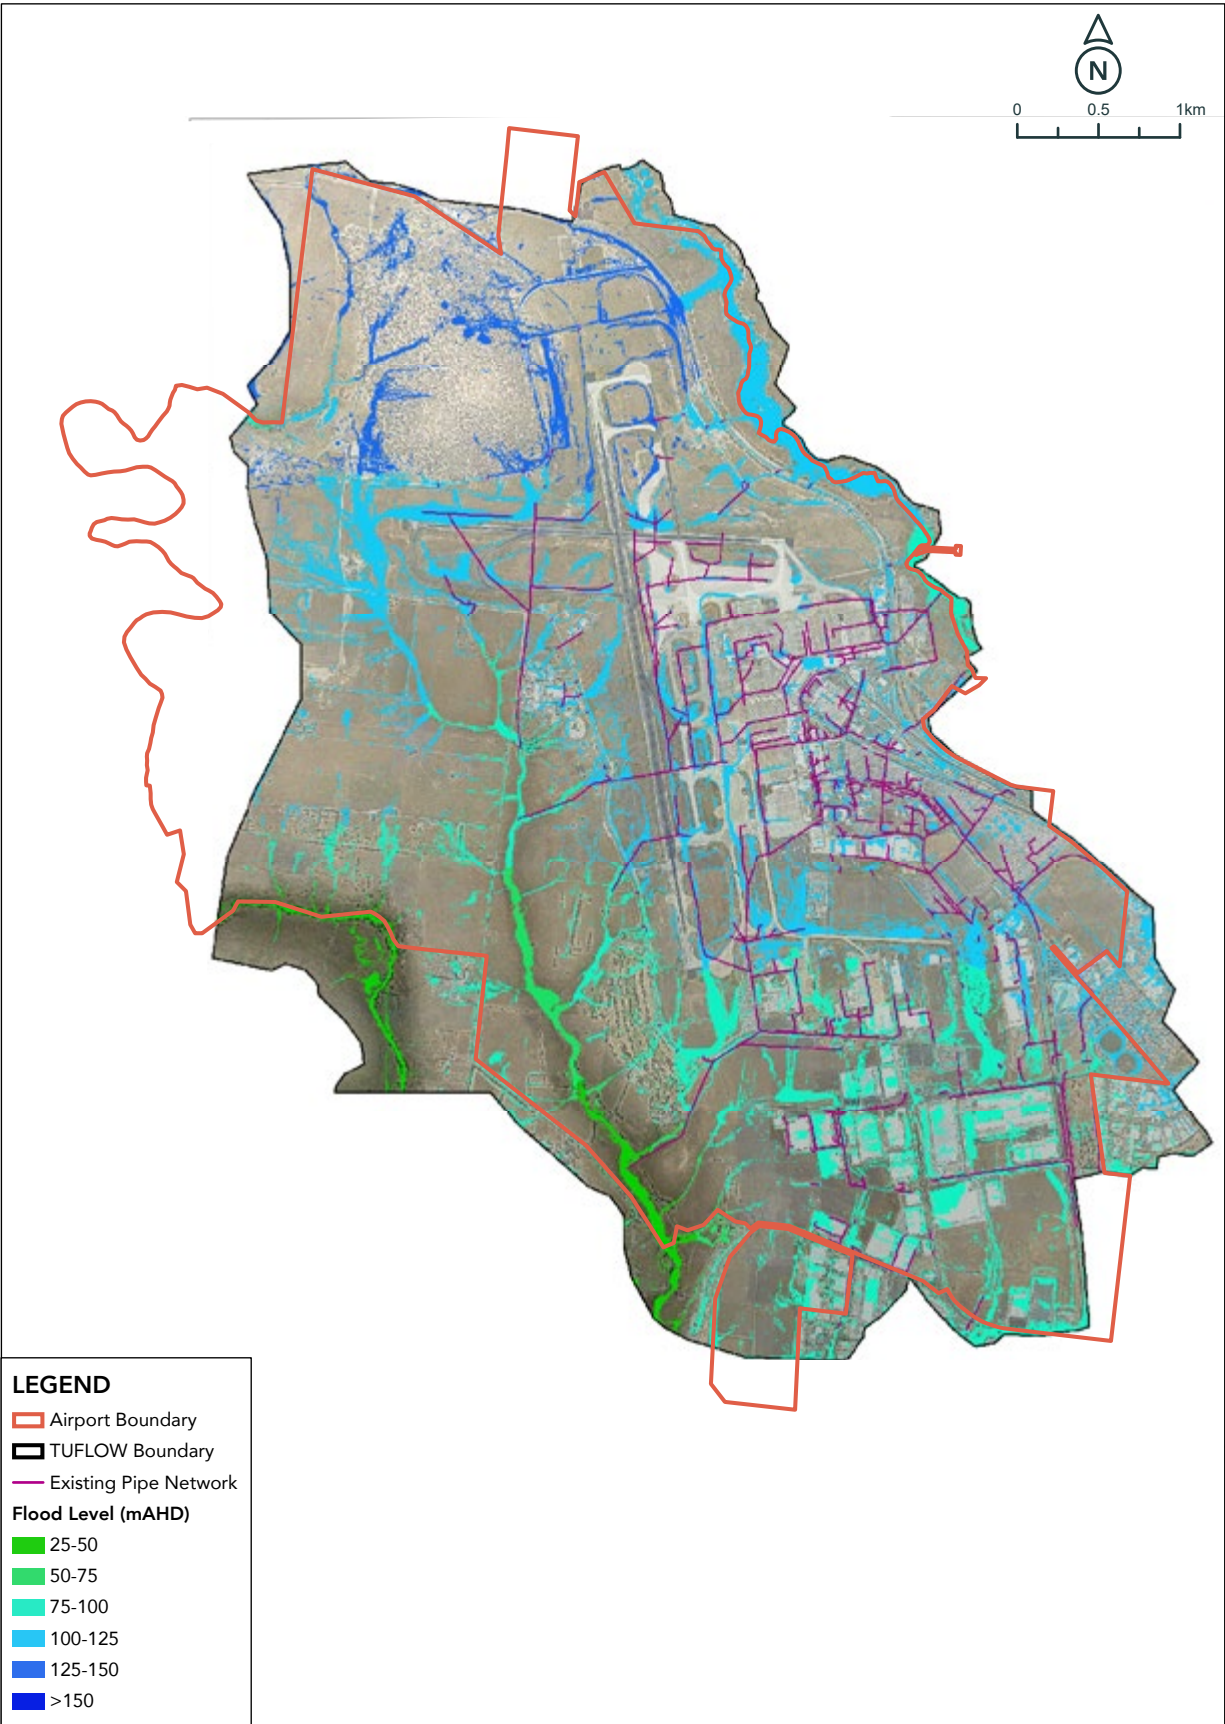 N
0 0.5 1km
LEGEND
Airport Boundary
TUFLOW Boundary
Existing Pipe Network
Flood Level (mAHD)
25-50
50-75
75-100
100-125
125-150
>150